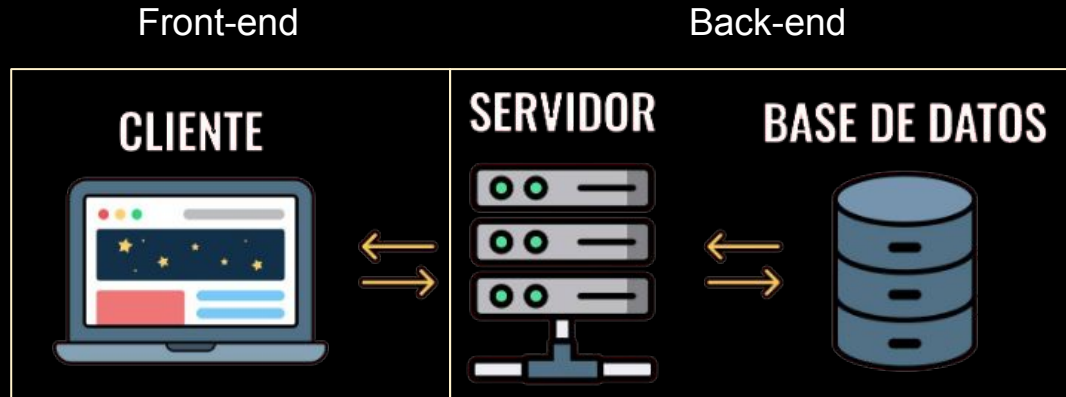 Front-end
Back-end
CLIENTE
SERVIDOR
BASE DE DATOS